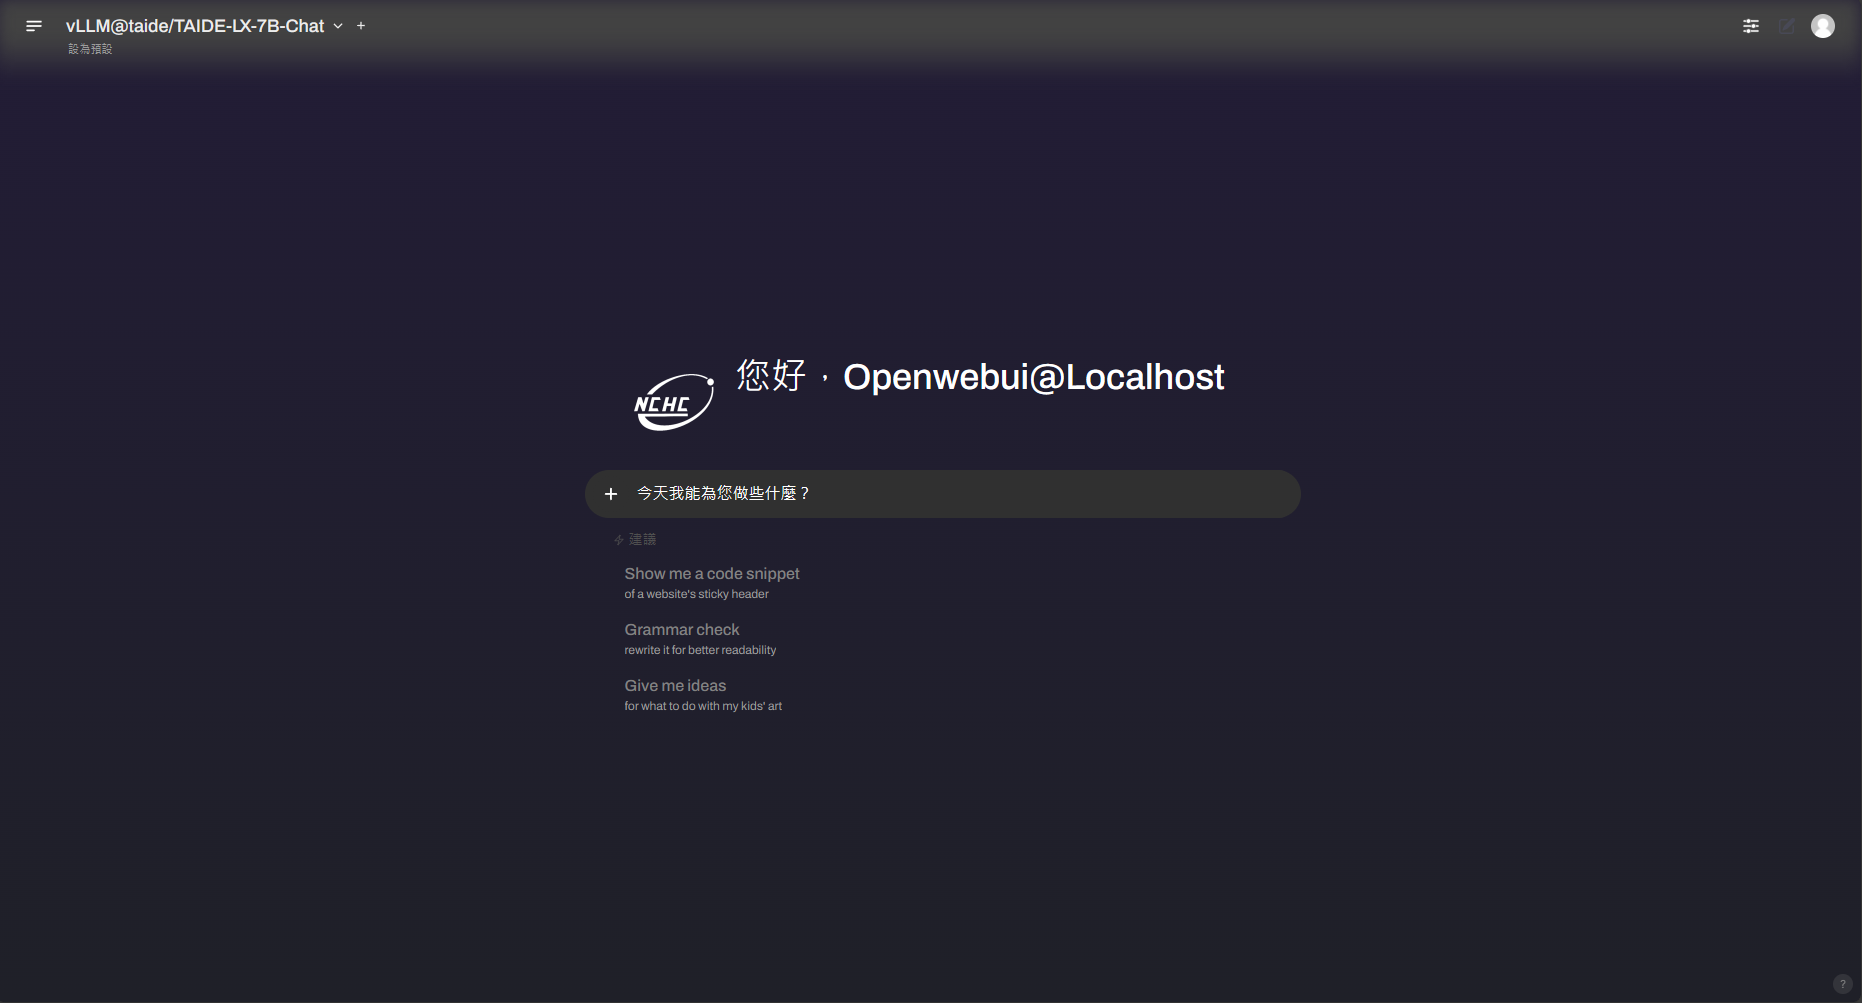 vLLM@taide/TAIDE-LX-7B-Chat
設為預設
您好，Openwebui@Localhost
NCHC
今天我能為您做些什麼？
建議
Show me a code snippet
of a website's sticky header
Grammar check
rewrite it for better readability
Give me ideas
for what to do with my kids' art
?